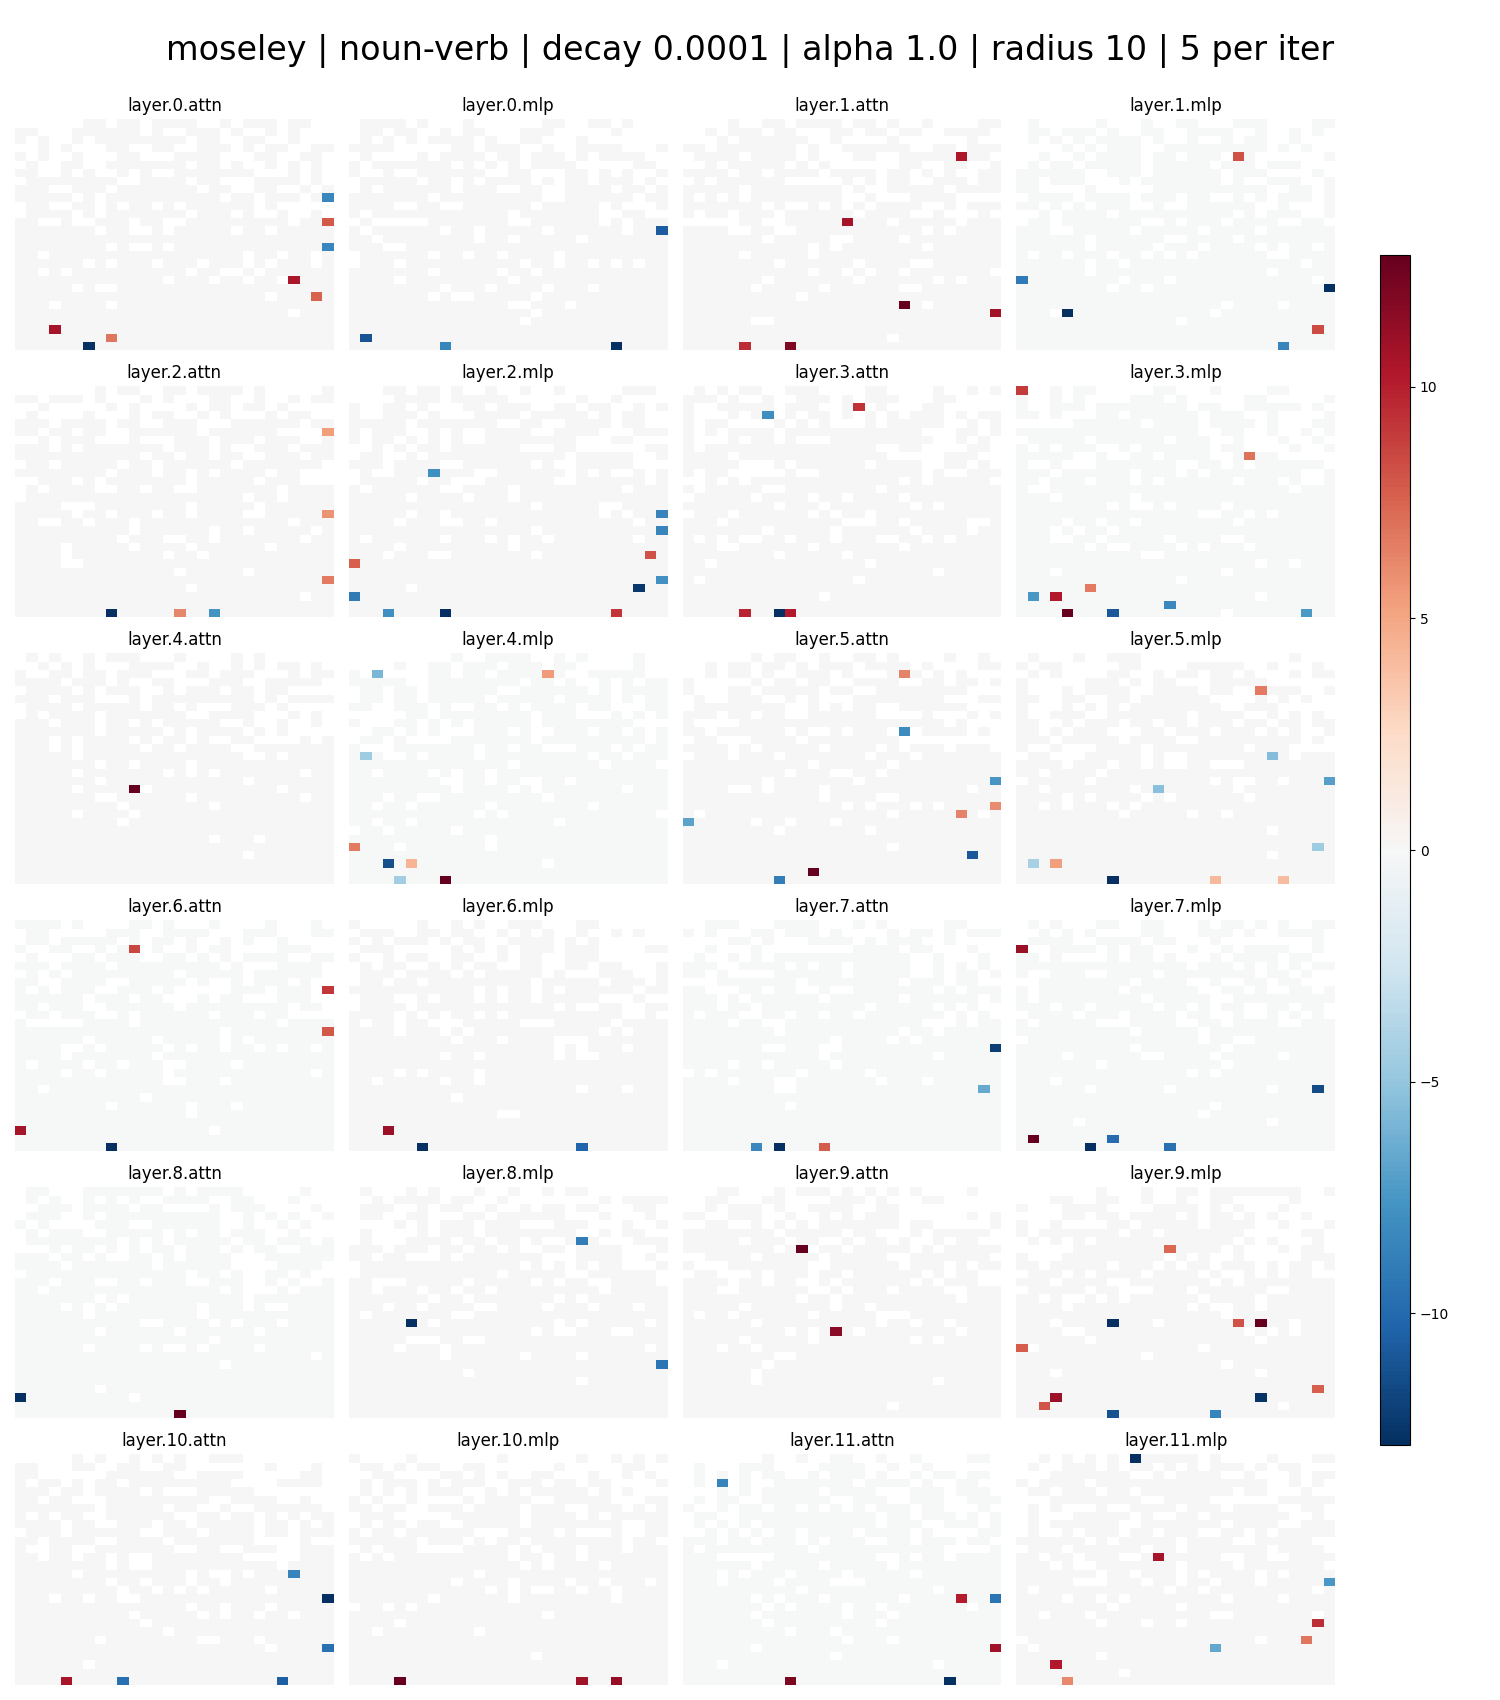 moseley | noun-verb | decay 0.0001 | alpha 1.0 | radius 10 | 5 per iter
layer.0.attn layer.0.mlp layer.1.attn layer.1.mlp
layer.2.attn layer.2.mlp layer.3.attn layer.3.mlp
layer.4.attn layer.4.mlp layer.5.attn layer.5.mlp
layer.6.attn layer.6.mlp layer.7.attn layer.7.mlp
layer.8.attn layer.8.mlp layer.9.attn layer.9.mlp
layer.10.attn layer.10.mlp layer.11.attn layer.11.mlp
10
5
0
−5
−10